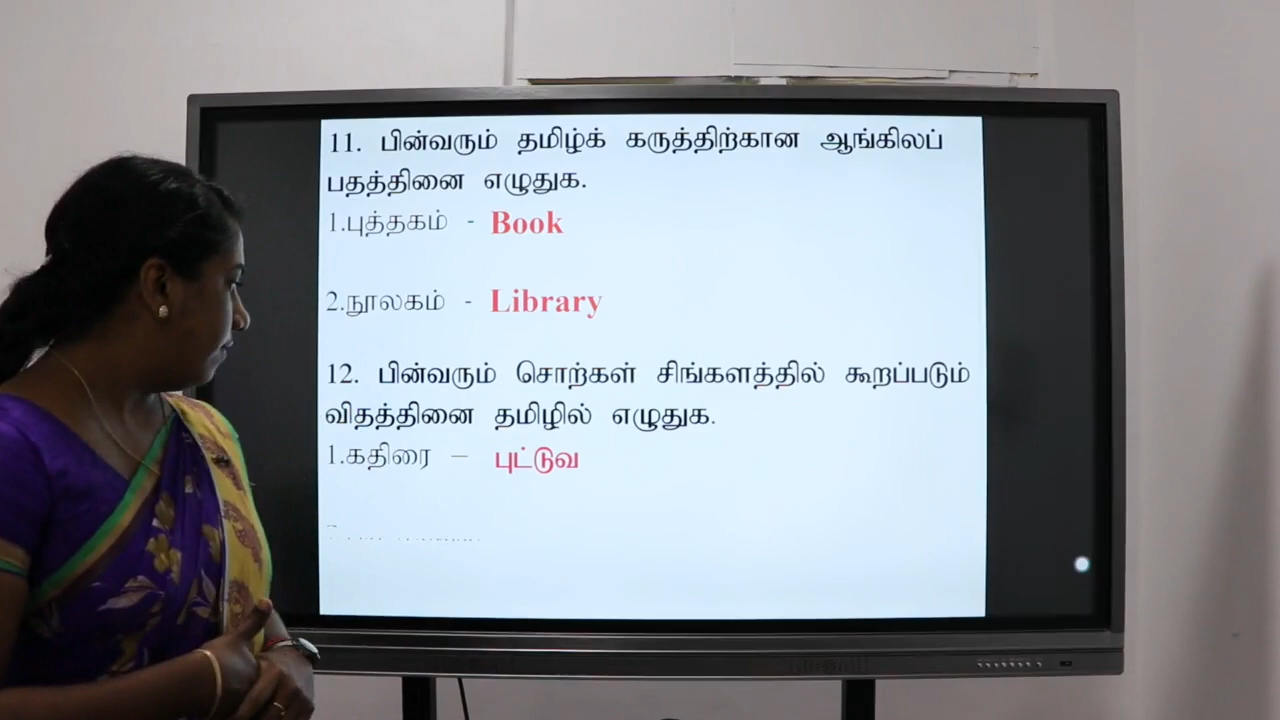 11. பின்வரும் தமிழ்க் கருத்திற்கான ஆங்கிலப்
பதத்தினை எழுதுக.
1.புத்தகம் - Book
2.நூலகம் - Library
12. பின்வரும் சொற்கள் சிங்களத்தில் கூறப்படும்
விதத்தினை தமிழில் எழுதுக.
1.கதிரை – புட்டுவ